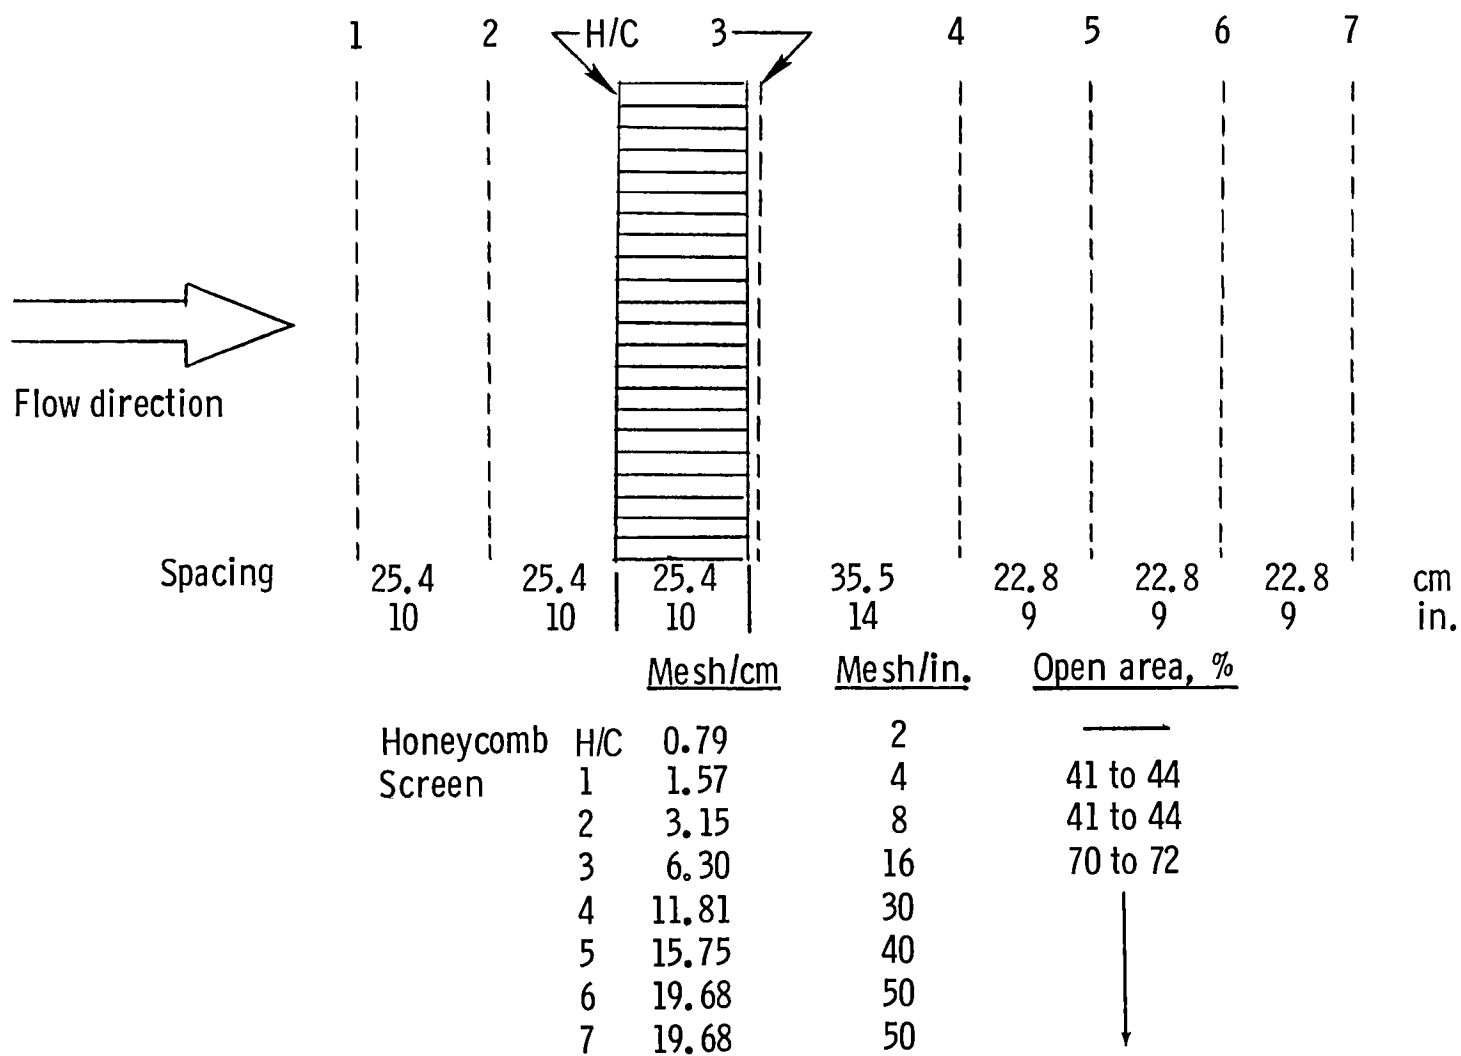 1 2 H/C 3 4 5 6 7
Flow direction
Spacing 25.4 25.4 25.4 35.5 22.8 22.8 22.8 cm
10 10 10 14 9 9 9 in.
Mesh/cm Mesh/in. Open area, %
Honeycomb H/C 0.79 2
Screen 1 1.57 4 41 to 44
2 3.15 8 41 to 44
3 6.30 16 70 to 72
4 11.81 30
5 15.75 40
6 19.68 50
7 19.68 50